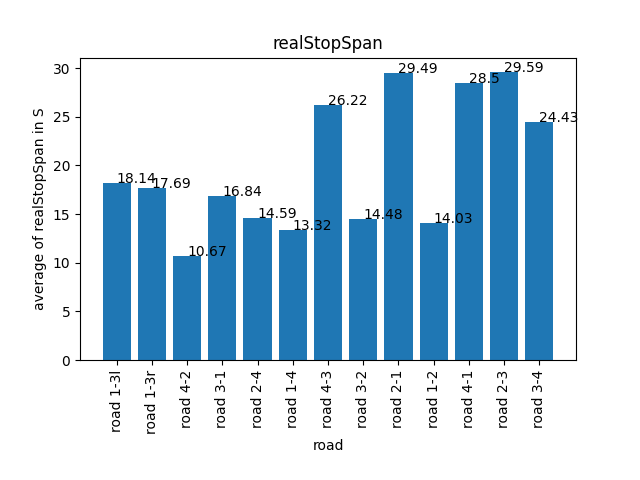 realStopSpan
average of realStopSpan in S
30
25
20
15
10
5
0
18.14
17.69
10.67
16.84
14.59
13.32
26.22
14.48
29.49
14.03
28.5
29.59
24.43
road 1-3l
road 1-3r
road 4-2
road 3-1
road 2-4
road 1-4
road 4-3
road 3-2
road 2-1
road 1-2
road 4-1
road 2-3
road 3-4
road